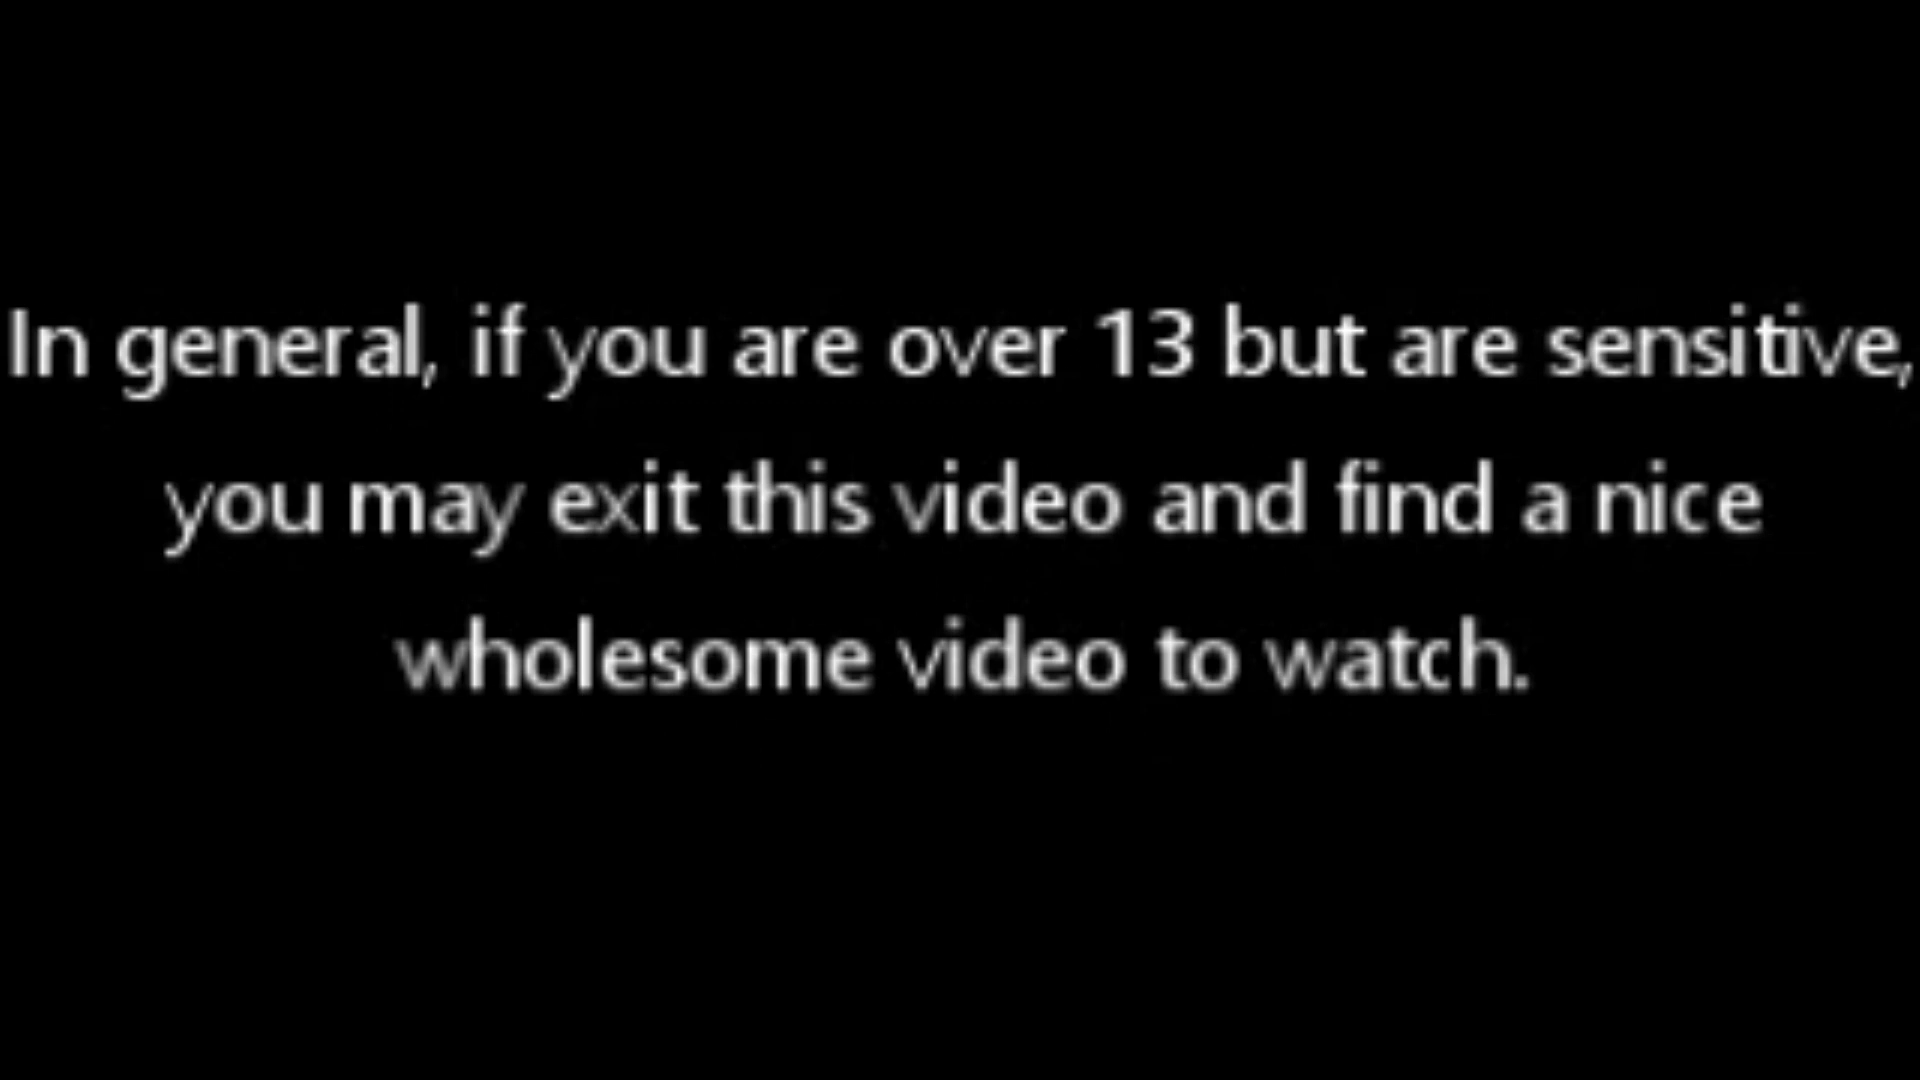 In general, if you are over 13 but are sensitive,
you may exit this video and find a nice
wholesome video to watch.